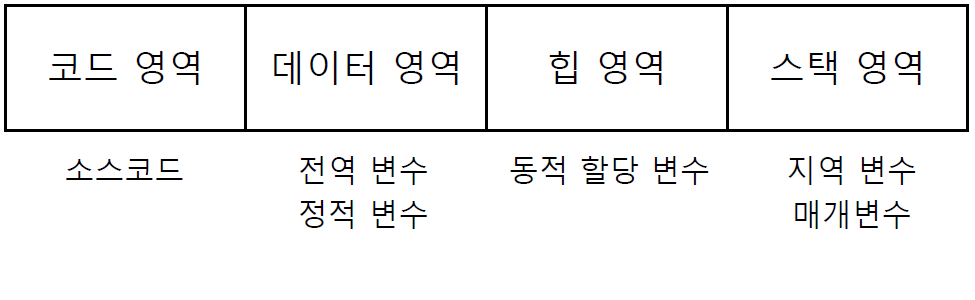 코드 영역
데이터 영역
힙 영역
스택 영역
소스코드
전역 변수
정적 변수
동적 할당 변수
지역 변수
매개변수